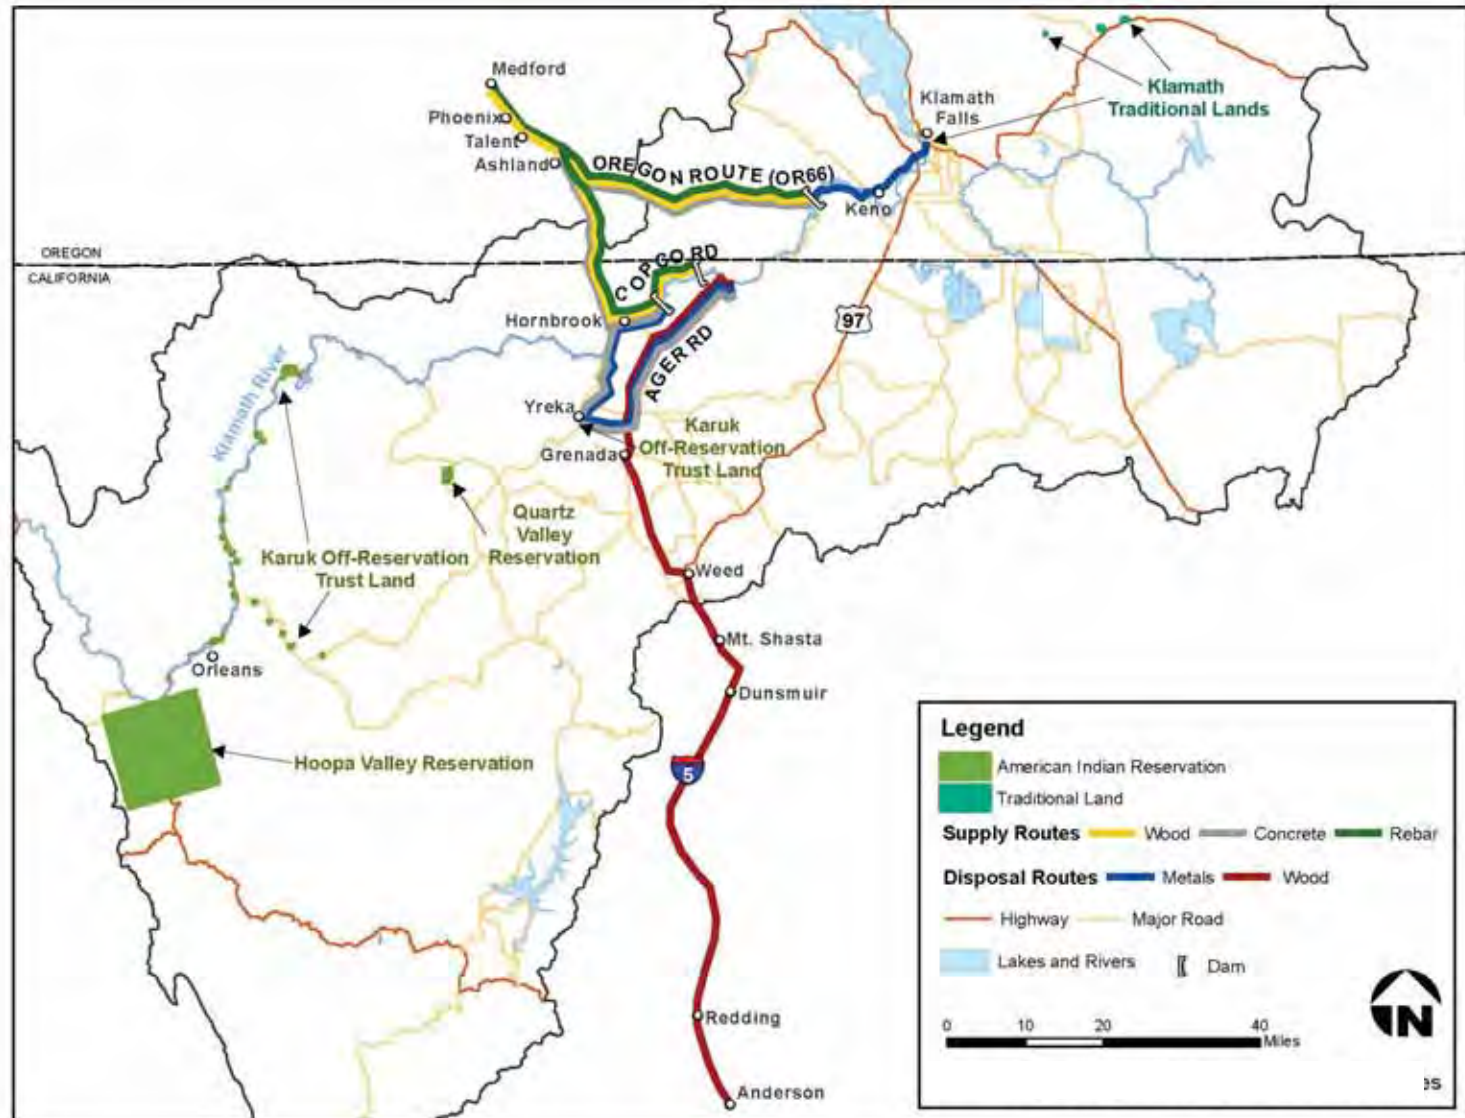 Medford
Phoenix
Talent
Ashland
OREGON ROUTE (OR66)
Klamath
Falls
Klamath
Traditional Lands
Keno
OREGON
CALIFORNIA
COPCO RD
Hornbrook
AGER RD
97
Klamath River
Yreka
Grenada
Karuk
Off-Reservation
Trust Land
Quartz
Valley
Reservation
Karuk Off-Reservation
Trust Land
Weed
Mt. Shasta
Orleans
Dunsmuir
Hoopa Valley Reservation
5
Redding
Anderson
Legend
American Indian Reservation
Traditional Land
Supply Routes Wood Concrete Rebar
Disposal Routes Metals Wood
Highway Major Road
Lakes and Rivers Dam
N
0 10 20 40
Miles
es